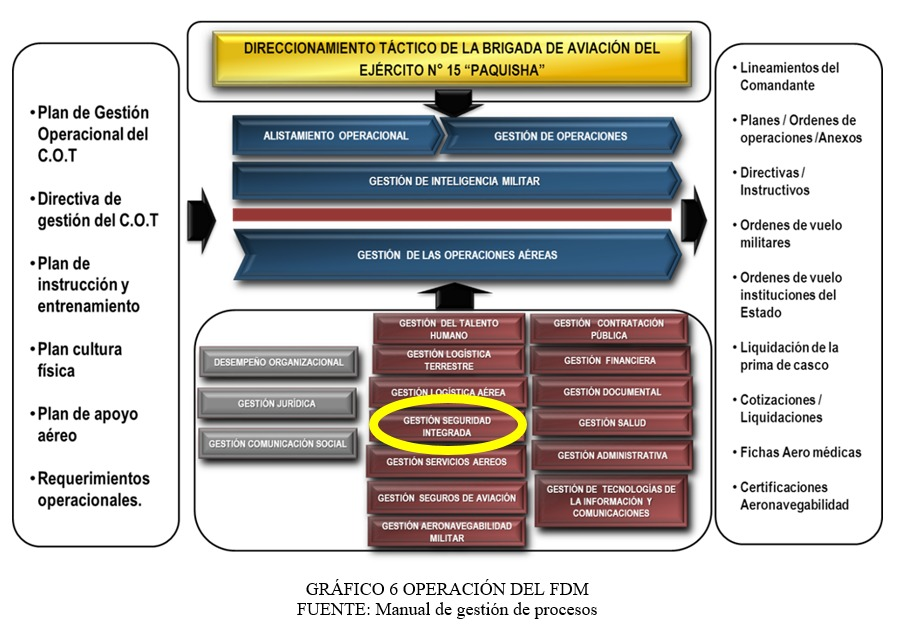 DIRECCIONAMIENTO TÁCTICO DE LA BRIGADA DE AVIACIÓN DEL
EJÉRCITO N° 15 “PAQUISHA”
•Plan de Gestión
Operacional del
C.O.T
•Directiva de
gestión del C.O.T
•Plan de
instrucción y
entrenamiento
•Plan cultura
física
•Plan de apoyo
aéreo
•Requerimientos
operacionales.
ALISTAMIENTO OPERACIONAL
GESTIÓN DE OPERACIONES
GESTIÓN DE INTELIGENCIA MILITAR
GESTIÓN DE LAS OPERACIONES AÉREAS
DESEMPEÑO ORGANIZACIONAL
GESTIÓN JURÍDICA
GESTIÓN COMUNICACIÓN SOCIAL
GESTIÓN DEL TALENTO
HUMANO
GESTIÓN LOGÍSTICA
TERRESTRE
GESTIÓN LOGÍSTICA AÉREA
GESTIÓN SEGURIDAD
INTEGRADA
GESTIÓN SERVICIOS AEREOS
GESTIÓN SEGUROS DE AVIACIÓN
GESTIÓN AERONAVEGABILIDAD
MILITAR
GESTIÓN CONTRATACIÓN
PÚBLICA
GESTIÓN FINANCIERA
GESTIÓN DOCUMENTAL
GESTIÓN SALUD
GESTIÓN ADMINISTRATIVA
GESTIÓN DE TECNOLOGÍAS DE
LA INFORMACIÓN Y
COMUNICACIONES
• Lineamientos del
Comandante
• Planes / Ordenes de
operaciones /Anexos
• Directivas /
Instructivos
• Ordenes de vuelo
militares
• Ordenes de vuelo
instituciones del
Estado
• Liquidación de la
prima de casco
• Cotizaciones /
Liquidaciones
• Fichas Aero médicas
• Certificaciones
Aeronavegabilidad
GRÁFICO 6 OPERACIÓN DEL FDM
FUENTE: Manual de gestión de procesos